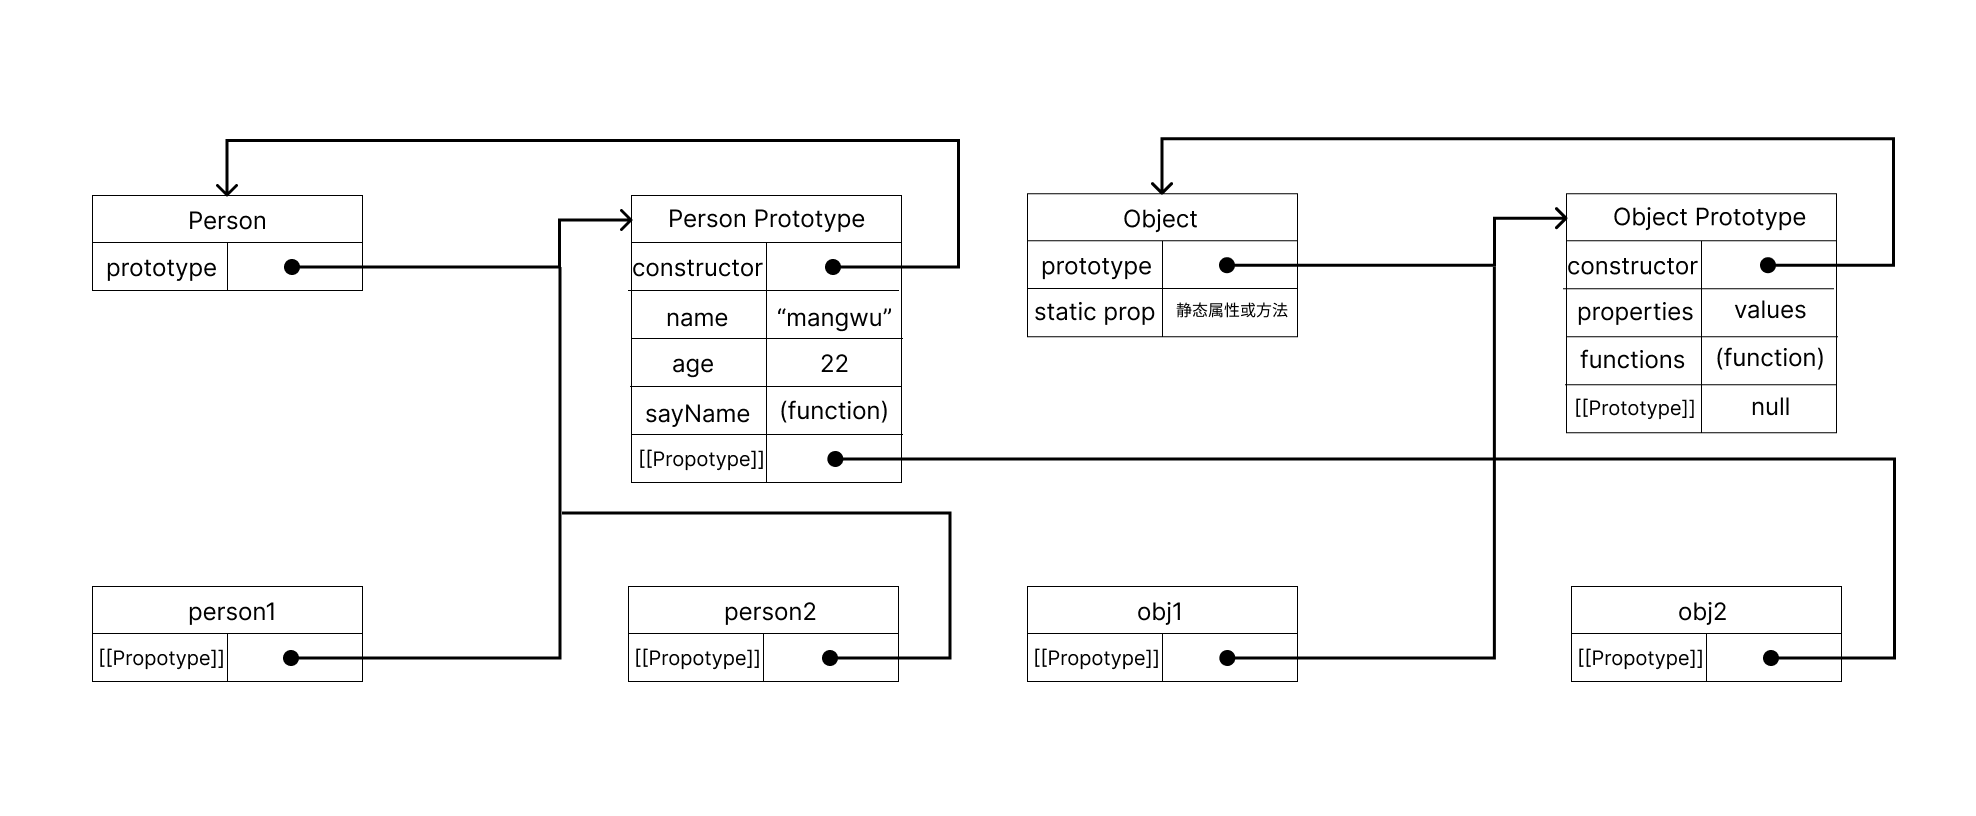 Person
prototype
Person Prototype
constructor
name “mangwu”
age 22
sayName (function)
[[Propotype]]
Object
prototype
static prop 静态属性或方法
Object Prototype
constructor
properties values
functions (function)
[[Prototype]] null
person1
[[Propotype]]
person2
[[Propotype]]
obj1
[[Propotype]]
obj2
[[Propotype]]